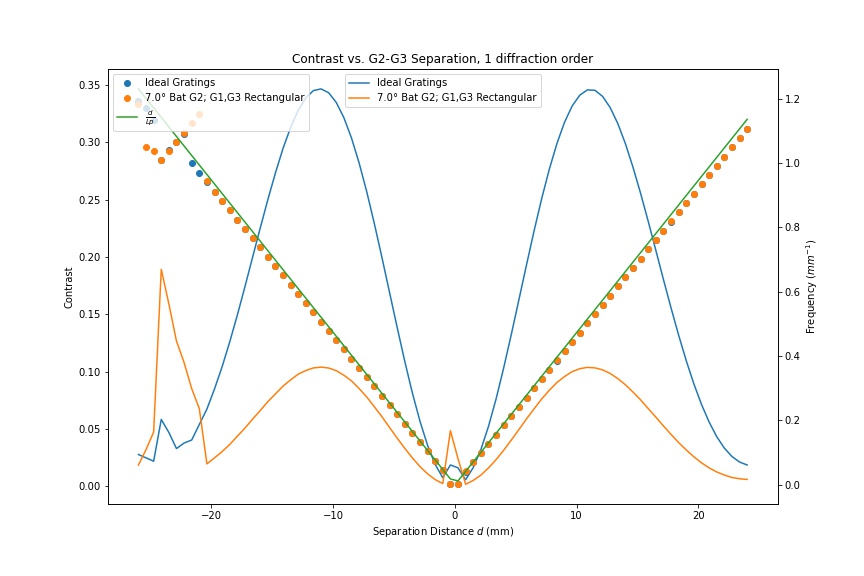 Contrast vs. G2-G3 Separation, 1 diffraction order
Ideal Gratings
7.0° Bat G2; G1,G3 Rectangular
d
Lp
Ideal Gratings
7.0° Bat G2; G1,G3 Rectangular
0.35
0.30
0.25
0.20
0.15
0.10
0.05
0.00
Contrast
1.2
1.0
0.8
0.6
0.4
0.2
0.0
Frequency (mm⁻¹)
−20
−10
0
10
20
Separation Distance d (mm)